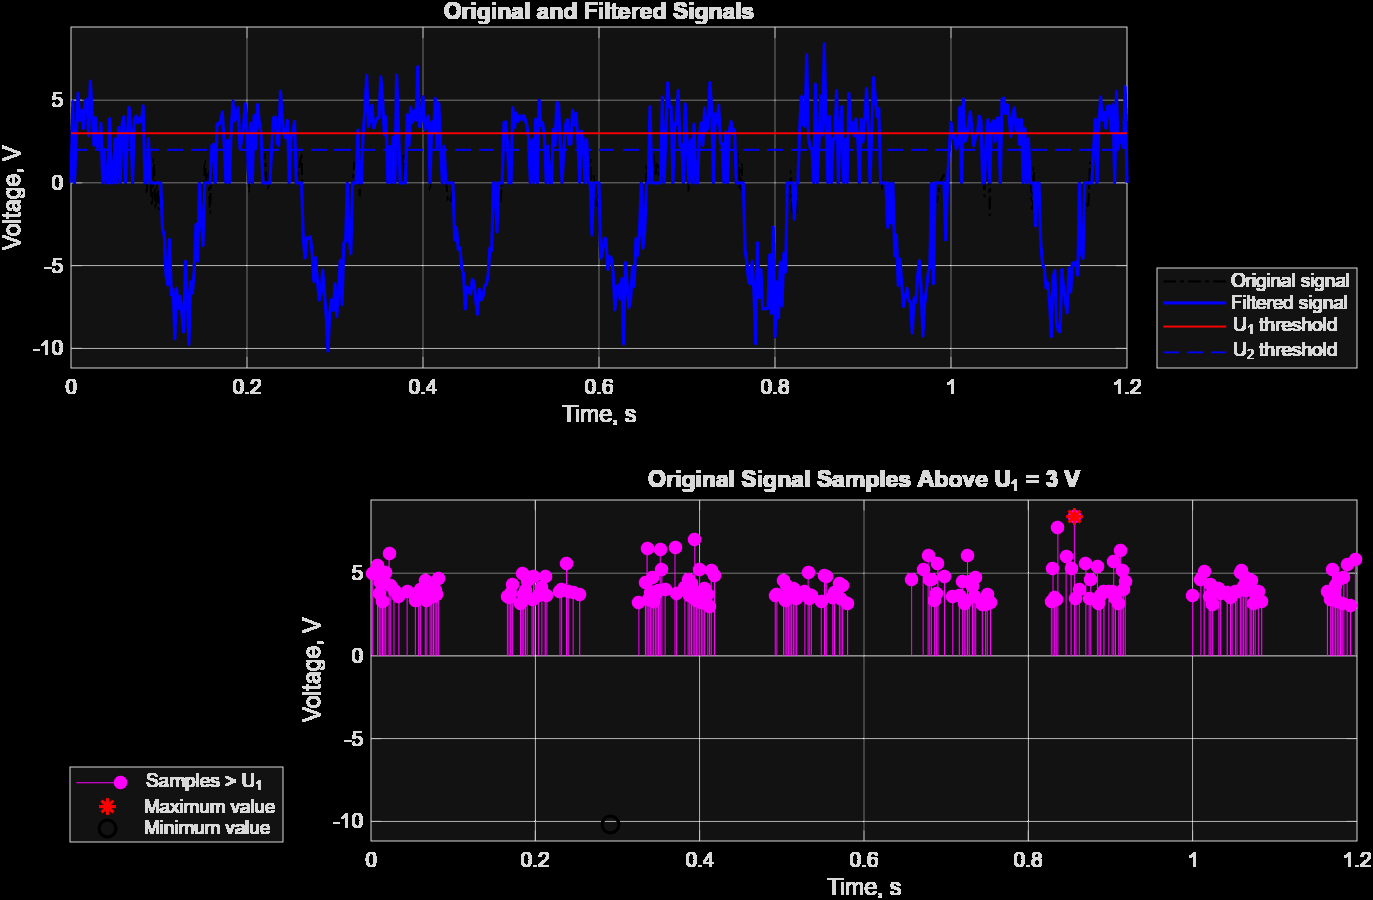 Original and Filtered Signals
5
0
-5
-10
Voltage, V
0 0.2 0.4 0.6 0.8 1 1.2
Time, s
Original signal
Filtered signal
U1 threshold
U2 threshold
Original Signal Samples Above U1 = 3 V
5
0
-5
-10
Voltage, V
0 0.2 0.4 0.6 0.8 1 1.2
Time, s
Samples > U1
Maximum value
Minimum value